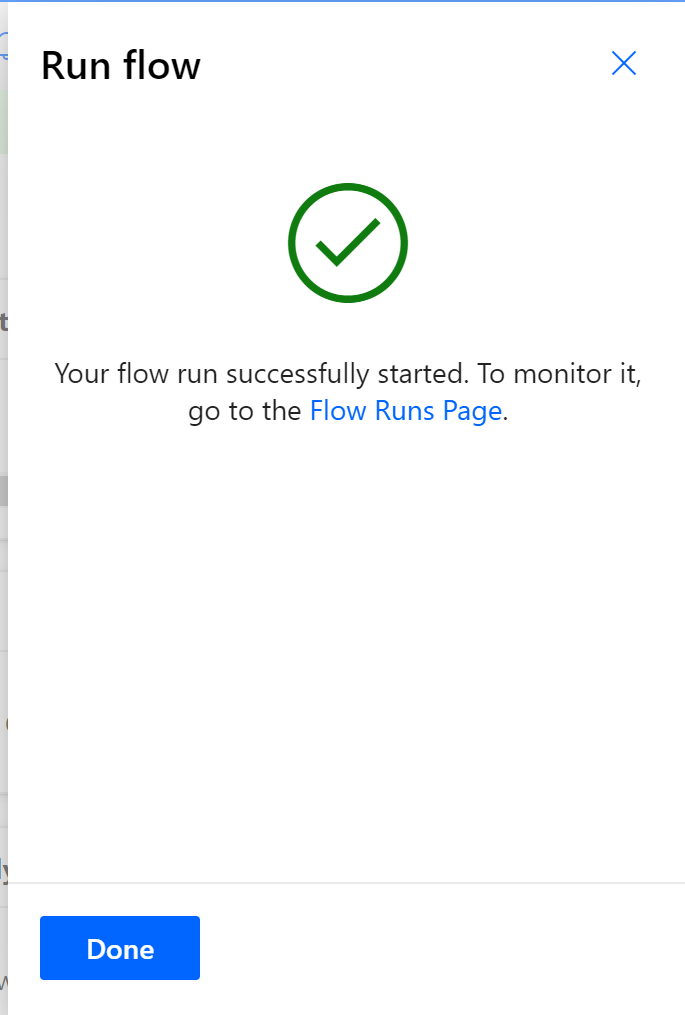 Run flow
Your flow run successfully started. To monitor it,
go to the Flow Runs Page.
Done